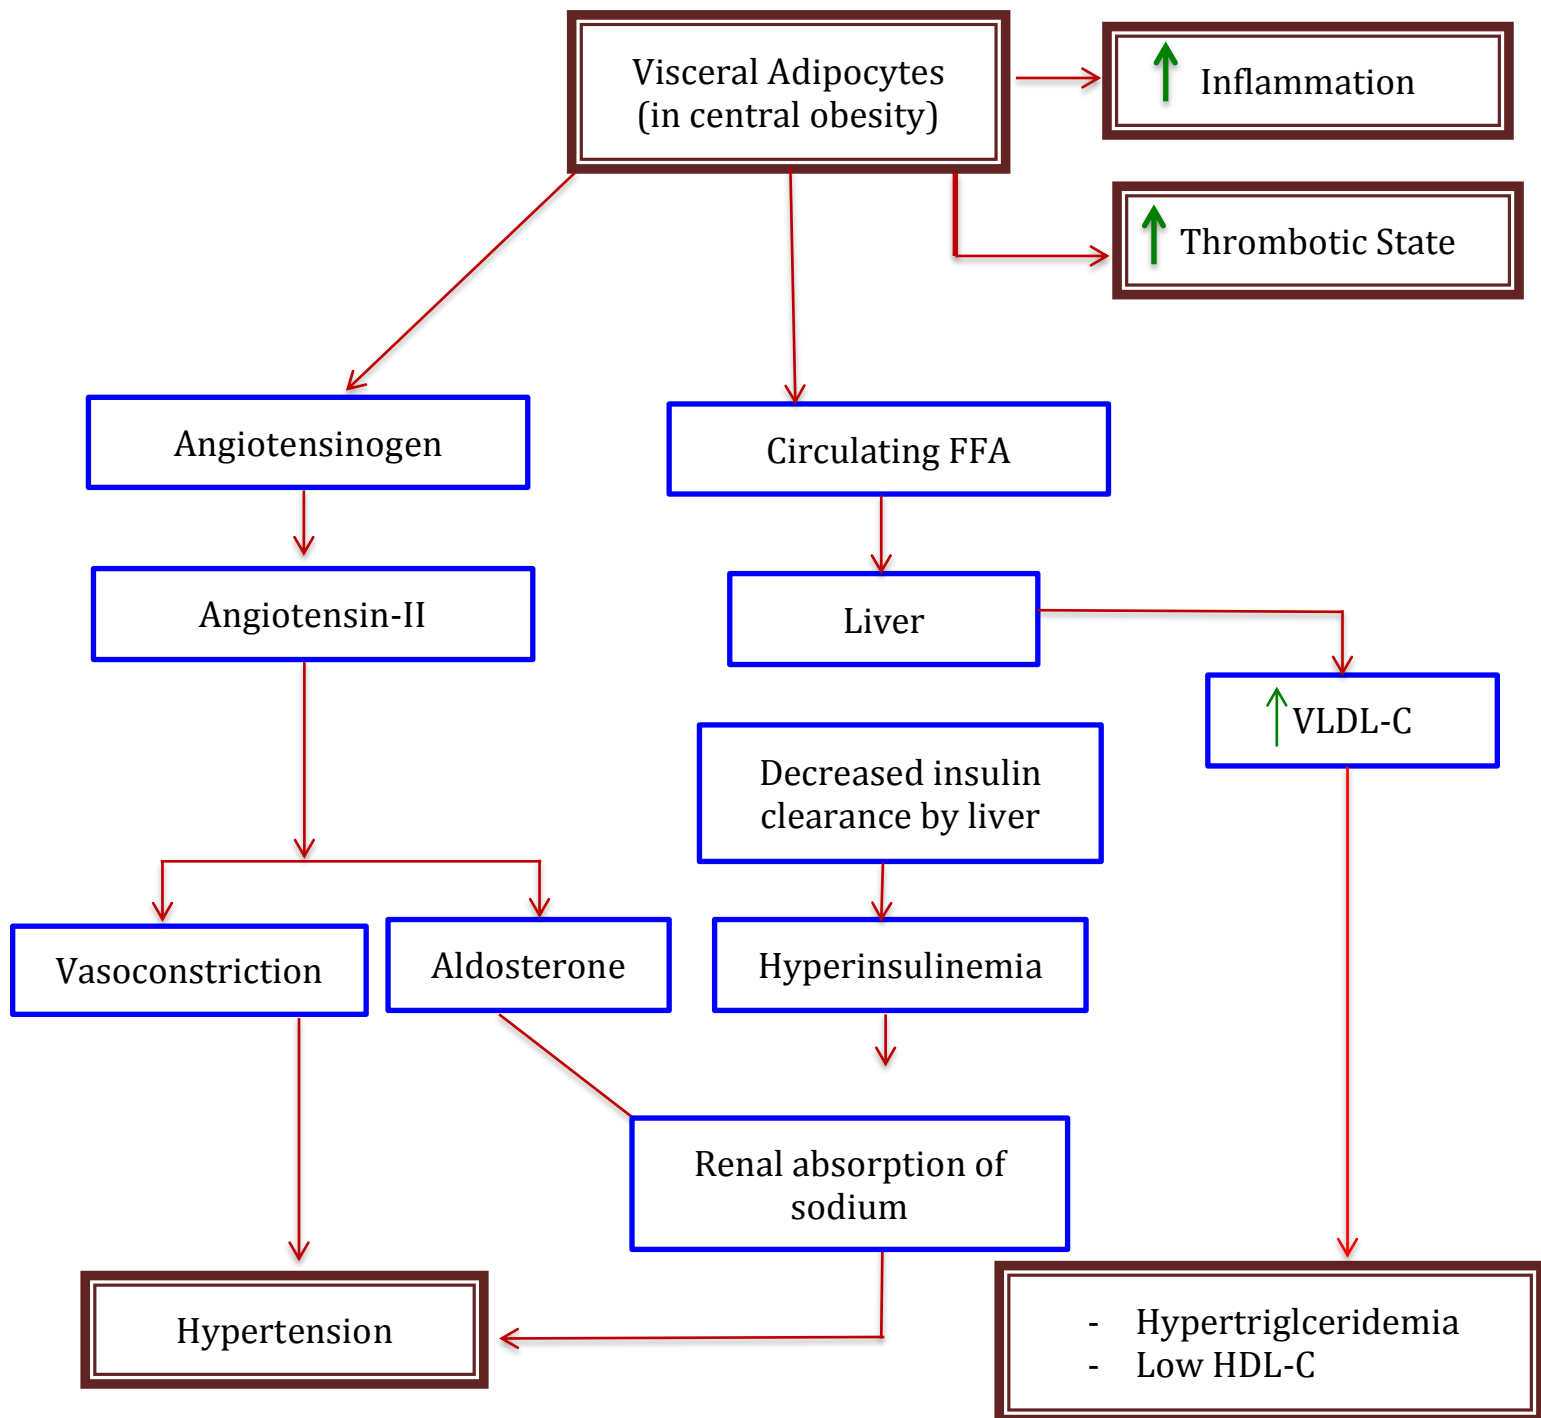 Visceral Adipocytes
(in central obesity)
Inflammation
Thrombotic State
Angiotensinogen
Circulating FFA
Angiotensin-II
Liver
VLDL-C
Decreased insulin
clearance by liver
Vasoconstriction
Aldosterone
Hyperinsulinemia
Renal absorption of
sodium
Hypertension
- Hypertriglceridemia
- Low HDL-C